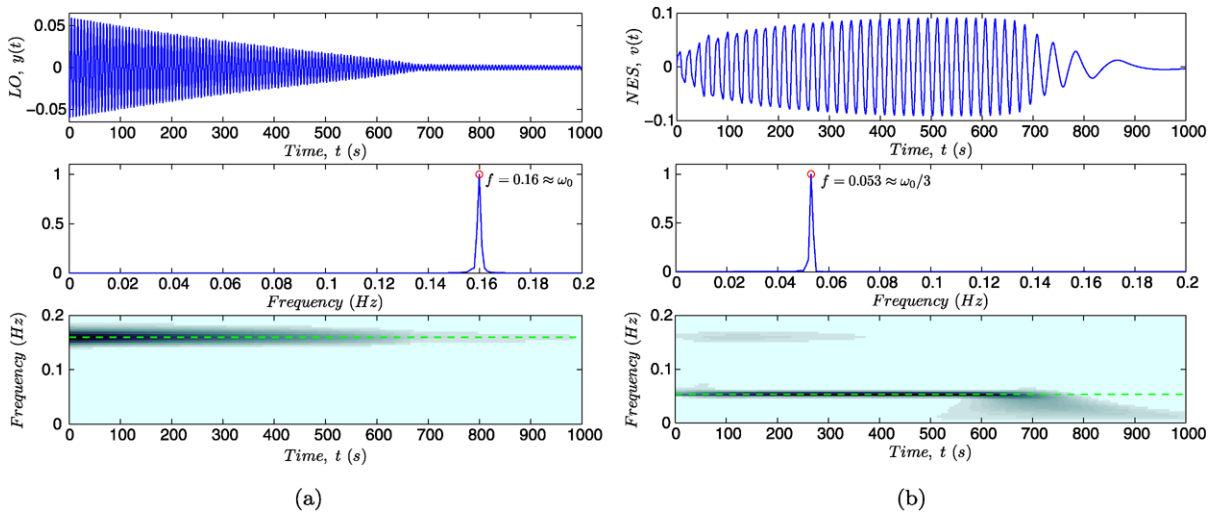 LO, y(t)
0.05
0
−0.05
0 100 200 300 400 500 600 700 800 900 1000
Time, t (s)
1
0.5
0
f = 0.16 ≈ ω₀
0 0.02 0.04 0.06 0.08 0.1 0.12 0.14 0.16 0.18 0.2
Frequency (Hz)
Frequency (Hz)
0.2
0.1
0
0 100 200 300 400 500 600 700 800 900 1000
Time, t (s)
(a)
NES, v(t)
0.1
0
−0.1
0 100 200 300 400 500 600 700 800 900 1000
Time, t (s)
1
0.5
0
f = 0.053 ≈ ω₀/3
0 0.02 0.04 0.06 0.08 0.1 0.12 0.14 0.16 0.18 0.2
Frequency (Hz)
Frequency (Hz)
0.2
0.1
0
0 100 200 300 400 500 600 700 800 900 1000
Time, t (s)
(b)